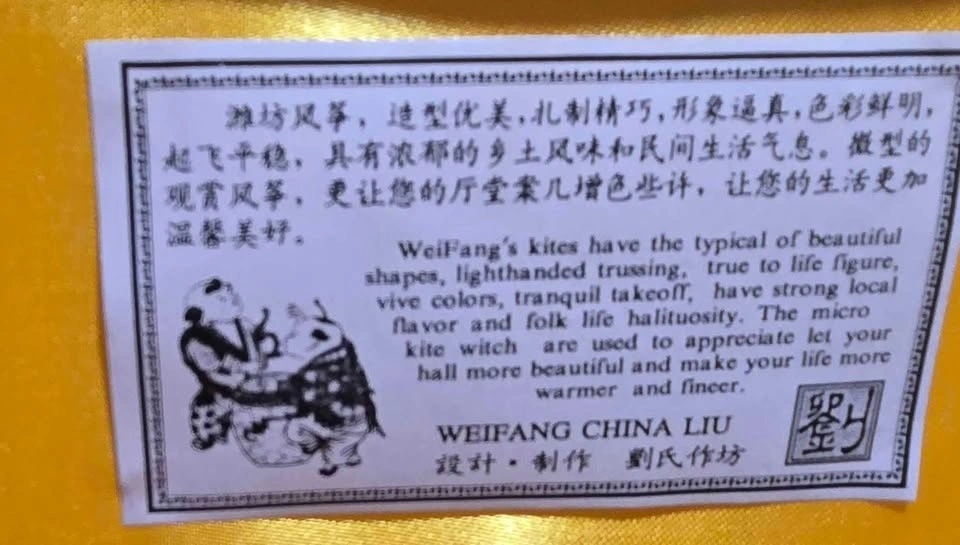 潍坊风筝，造型优美，扎制精巧，形象逼真，色彩鲜明，
起飞平稳，具有浓郁的乡土风味和民间生活气息。微型的
观赏风筝，更让您的厅堂案几增色些许，让您的生活更加
温馨美好。
WeiFang's kites have the typical of beautiful
shapes, lighthanded trussing, true to life figure,
vive colors, tranquil takeoff, have strong local
flavor and folk life halituosity. The micro
kite witch are used to appreciate let your
hall more beautiful and make your life more
warmer and fineer.
WEIFANG CHINA LIU
設計·制作 劉氏作坊
劉